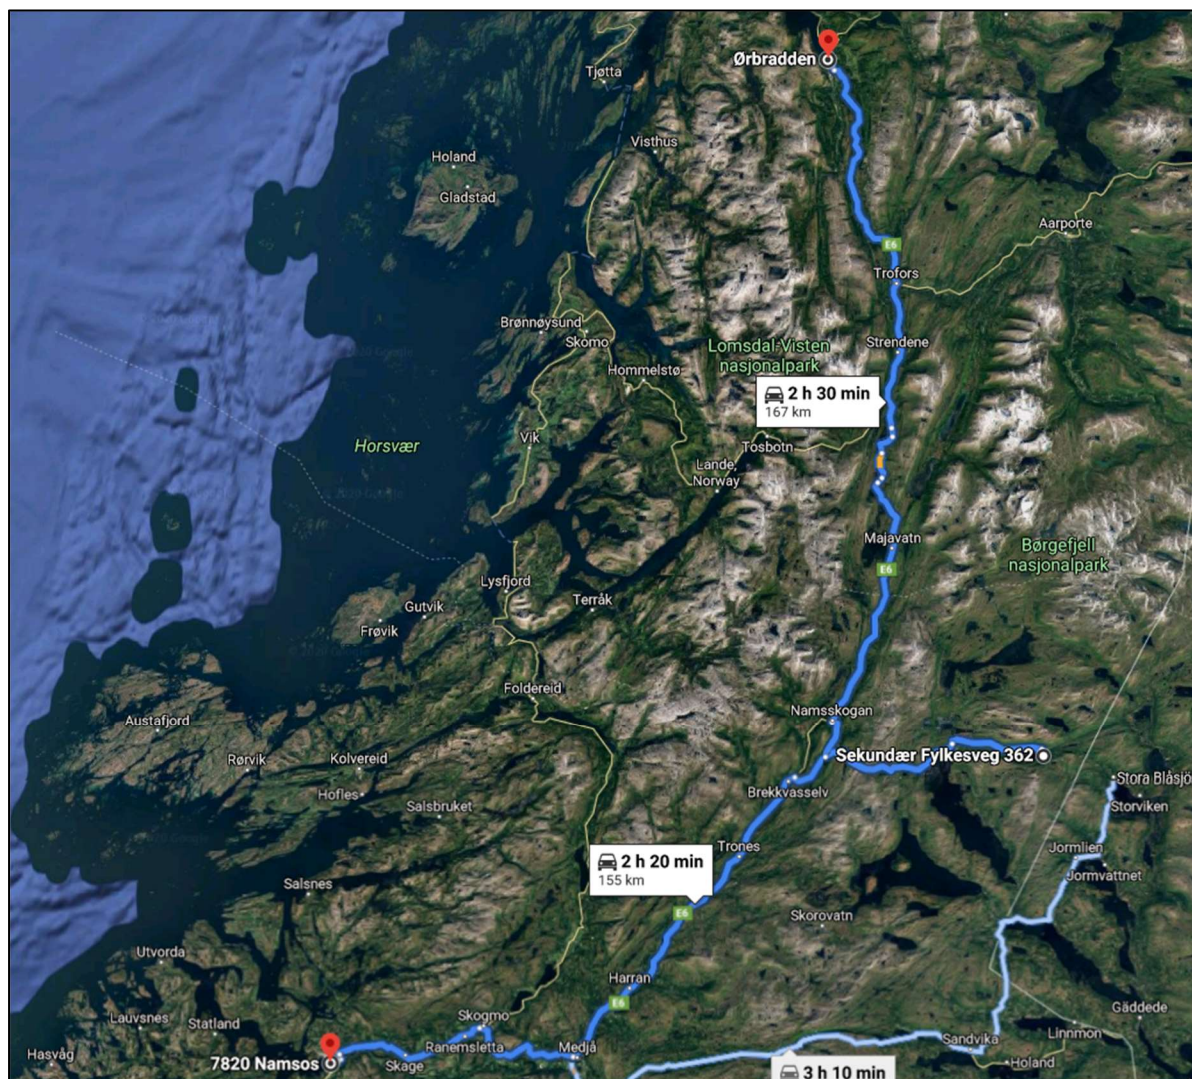 Ørbradden
Tjøtta
Visthus
Holand
Gladstad
Aarporte
E6
Trofors
Brønnøysund
Skomo
Strendene
Lomsdal-Visten
nasjonalpark
Hommelstø
2 h 30 min
167 km
Vik
Horsvær
Tosbotn
Lande,
Norway
Majavatn
Børgefjell
nasjonalpark
E6
Lysfjord
Gutvik
Terråk
Frøvik
Foldereid
Namsskogan
Austafjord
Rørvik
Kolvereid
Sekundær Fylkesveg 362
Stora Blåsjö
Hofles
Salsbruket
Brekkvasselv
Storviken
Trones
Jormlien
2 h 20 min
155 km
Jormvattnet
Salsnes
E6
Skorovatn
Utvorda
Harran
E6
Gäddede
Lauvsnes
Statland
Skogmo
Linnmon
Sandvika
Hasvåg
Ranemsletta
Medjå
7820 Namsos
Skage
Holand
3 h 10 min